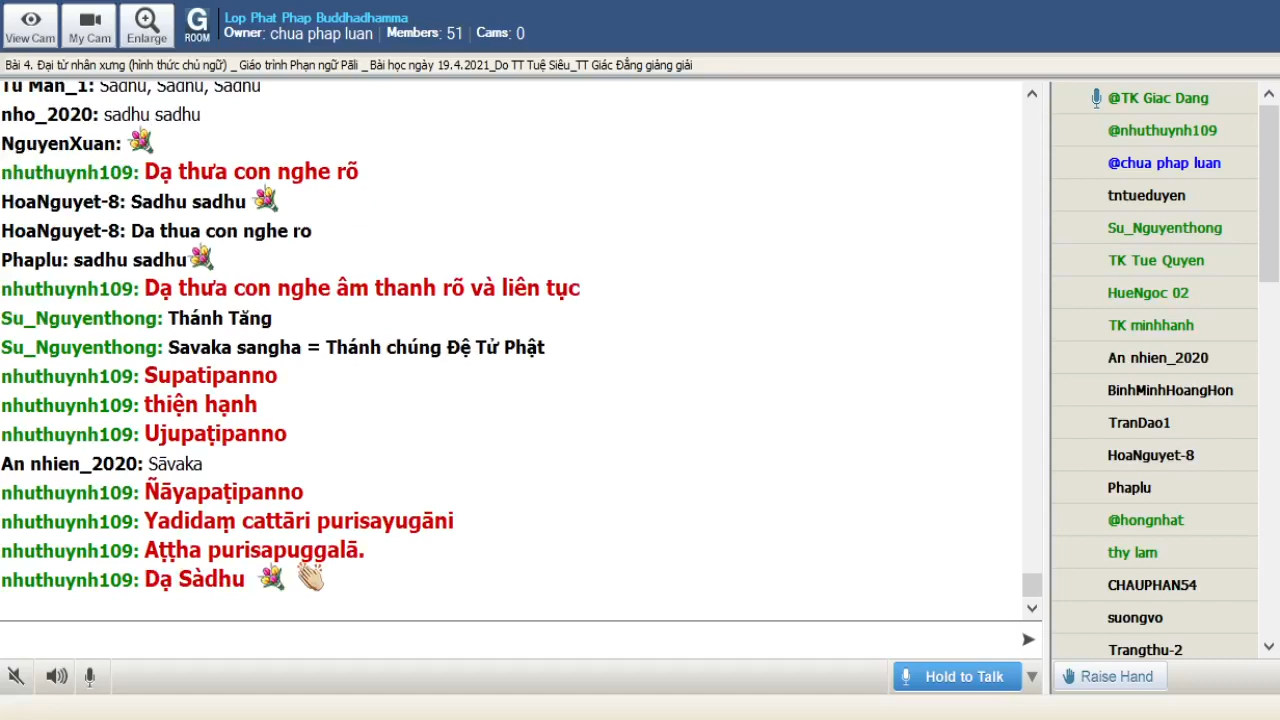 View Cam
My Cam
Enlarge
G
ROOM
Lop Phat Phap Buddhadhamma
Owner: chua phap luan | Members: 51 | Cams: 0
Bài 4. Đại từ nhân xưng (hình thức chủ ngữ) _ Giáo trình Phạn ngữ Pāli _ Bài học ngày 19.4.2021_Do TT Tuệ Siêu_TT Giác Đẳng giảng giải
Tu Man_1: Sadhu, Sadhu, Sadhu
nho_2020: sadhu sadhu
NguyenXuan:
nhuthuynh109: Dạ thưa con nghe rõ
HoaNguyet-8: Sadhu sadhu
HoaNguyet-8: Da thua con nghe ro
Phaplu: sadhu sadhu
nhuthuynh109: Dạ thưa con nghe âm thanh rõ và liên tục
Su_Nguyenthong: Thánh Tăng
Su_Nguyenthong: Savaka sangha = Thánh chúng Đệ Tử Phật
nhuthuynh109: Supatipanno
nhuthuynh109: thiện hạnh
nhuthuynh109: Ujupaṭipanno
An nhien_2020: Sāvaka
nhuthuynh109: Ñāyapaṭipanno
nhuthuynh109: Yadidaṃ cattāri purisayugāni
nhuthuynh109: Aṭṭha purisapuggalā.
nhuthuynh109: Dạ Sàdhu
@TK Giac Dang
@nhuthuynh109
@chua phap luan
tntueduyen
Su_Nguyenthong
TK Tue Quyen
HueNgoc 02
TK minhhanh
An nhien_2020
BinhMinhHoangHon
TranDao1
HoaNguyet-8
Phaplu
@hongnhat
thy lam
CHAUPHAN54
suongvo
Trangthu-2
Hold to Talk
Raise Hand